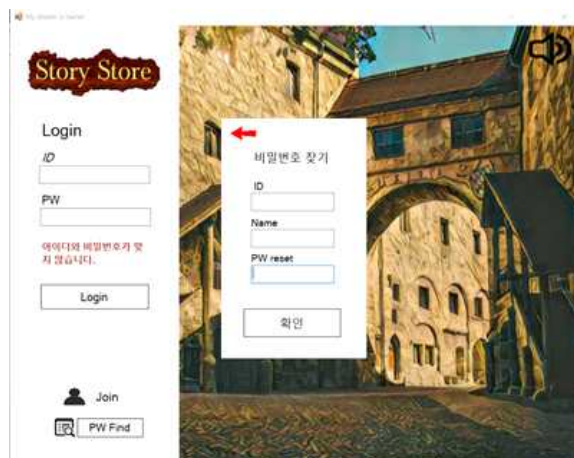 Story Store
Login
ID
PW
아이디와 비밀번호가 맞
지 않습니다.
Login
Join
PW Find
비밀번호 찾기
ID
Name
PW reset
확인